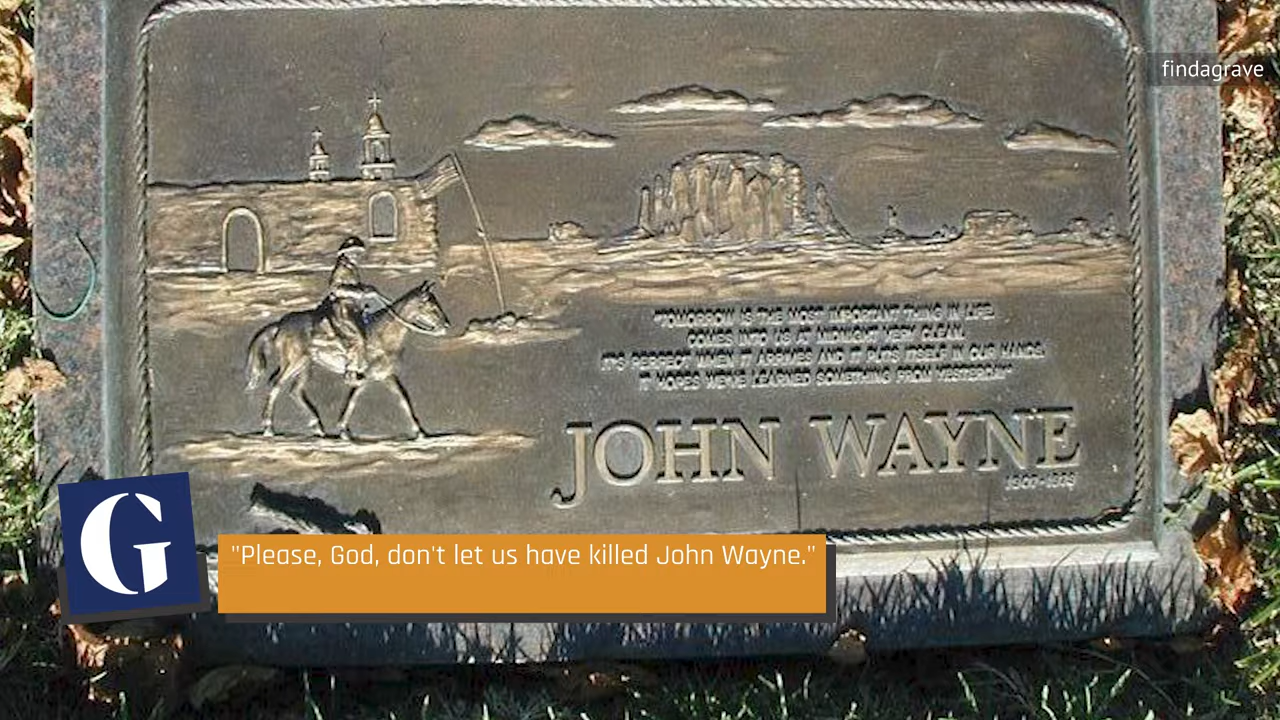 findagrave
"TOMORROW IS THE MOST IMPORTANT THING IN LIFE.
COMES INTO US AT MIDNIGHT VERY CLEAN.
IT'S PERFECT WHEN IT ARRIVES AND IT PUTS ITSELF IN OUR HANDS.
IT HOPES WE'VE LEARNED SOMETHING FROM YESTERDAY."
JOHN WAYNE
1907-1979
G
"Please, God, don't let us have killed John Wayne."